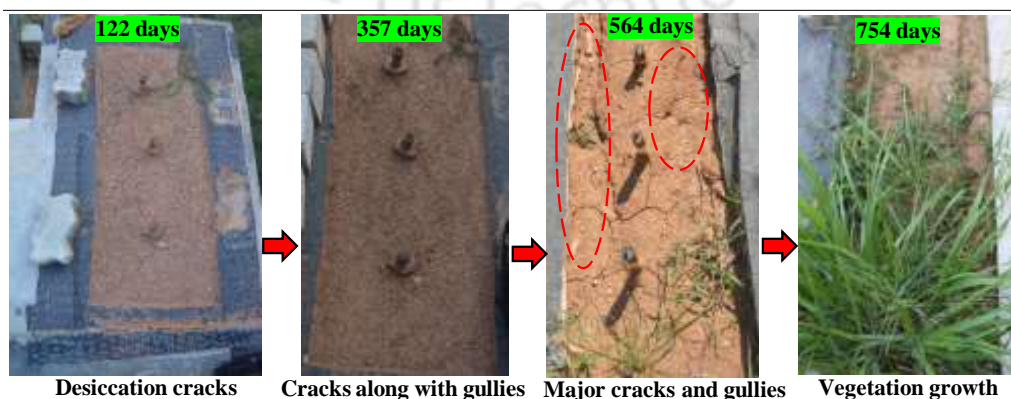 122 days
357 days
564 days
754 days
Desiccation cracks
Cracks along with gullies
Major cracks and gullies
Vegetation growth